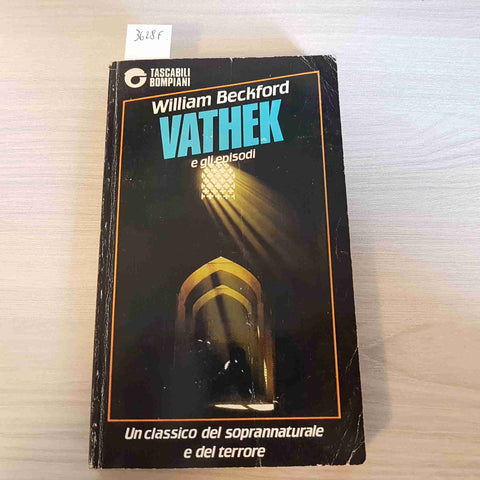 3628F
TASCABILI
BOMPIANI
William Beckford
VATHEK
e gli episodi
Un classico del soprannaturale
e del terrore